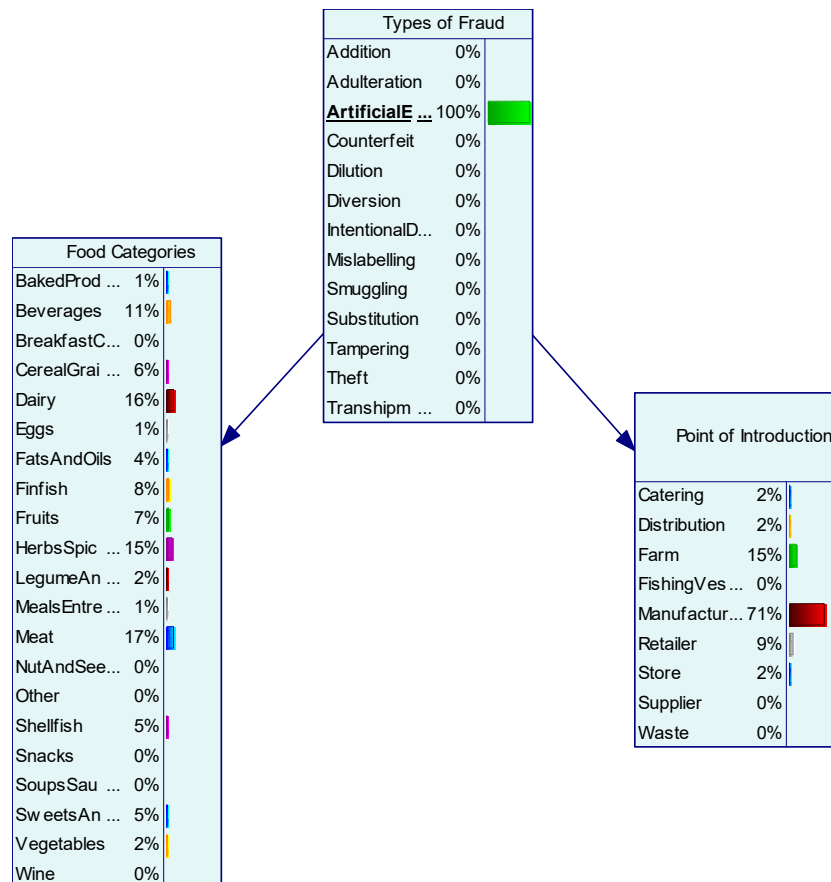 Types of Fraud
Addition 0%
Adulteration 0%
ArtificialE ... 100%
Counterfeit 0%
Dilution 0%
Diversion 0%
IntentionalD... 0%
Mislabelling 0%
Smuggling 0%
Substitution 0%
Tampering 0%
Theft 0%
Transhipm ... 0%
Food Categories
BakedProd ... 1%
Beverages 11%
BreakfastC... 0%
CerealGrai ... 6%
Dairy 16%
Eggs 1%
FatsAndOils 4%
Finfish 8%
Fruits 7%
HerbsSpic ... 15%
LegumeAn ... 2%
MealsEntre ... 1%
Meat 17%
NutAndSee... 0%
Other 0%
Shellfish 5%
Snacks 0%
SoupsSau ... 0%
SweetsAn ... 5%
Vegetables 2%
Wine 0%
Point of Introduction
Catering 2%
Distribution 2%
Farm 15%
FishingVes... 0%
Manufactur... 71%
Retailer 9%
Store 2%
Supplier 0%
Waste 0%